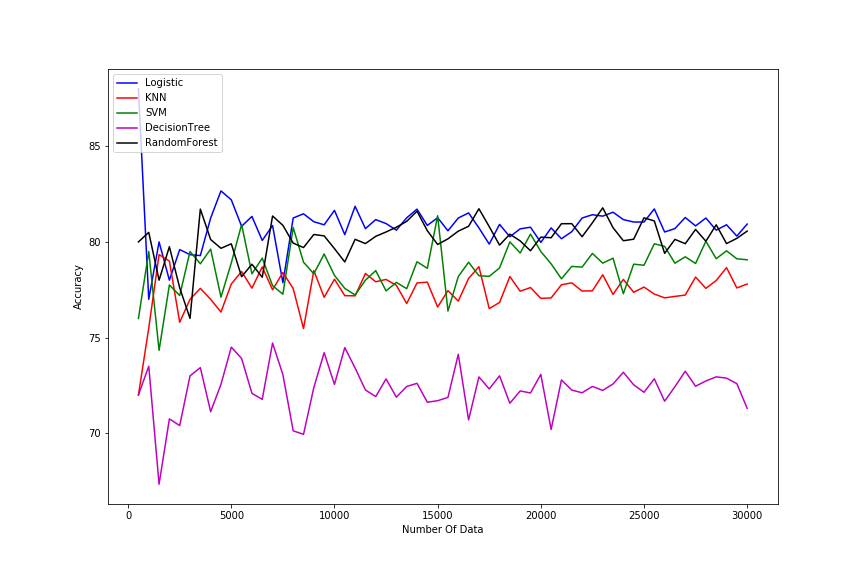 Logistic
KNN
SVM
DecisionTree
RandomForest
85
80
75
70
Accuracy
0 5000 10000 15000 20000 25000 30000
Number Of Data